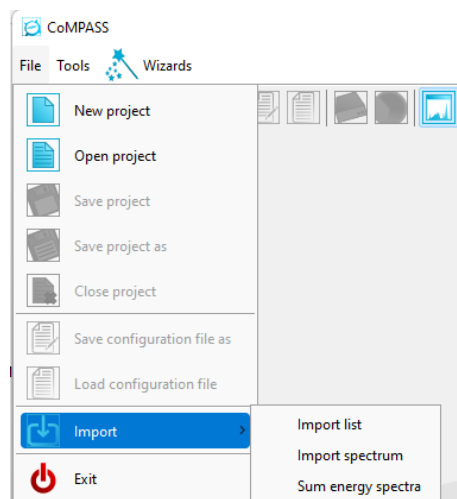 CoMPASS
File Tools Wizards
New project
Open project
Save project
Save project as
Close project
Save configuration file as
Load configuration file
Import
Import list
Import spectrum
Exit
Sum energy spectra